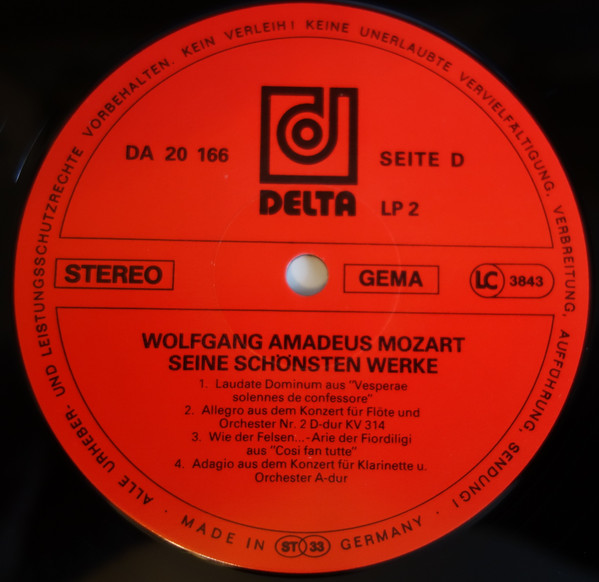 ALLE URHEBER- UND LEISTUNGSSCHUTZRECHTE VORBEHALTEN. KEIN VERLEIH! KEINE UNERLAUBTE VERVIELFÄLTIGUNG, VERBREITUNG, AUFFÜHRUNG, SENDUNG!
d
DA 20 166
SEITE D
DELTA
LP 2
STEREO
GEMA
LC 3843
WOLFGANG AMADEUS MOZART
SEINE SCHÖNSTEN WERKE
1. Laudate Dominum aus "Vesperae
solennes de confessore"
2. Allegro aus dem Konzert für Flöte und
Orchester Nr. 2 D-dur KV 314
3. Wie der Felsen...-Arie der Fiordiligi
aus "Cosi fan tutte"
4. Adagio aus dem Konzert für Klarinette u.
Orchester A-dur
• MADE IN ST 33 GERMANY •